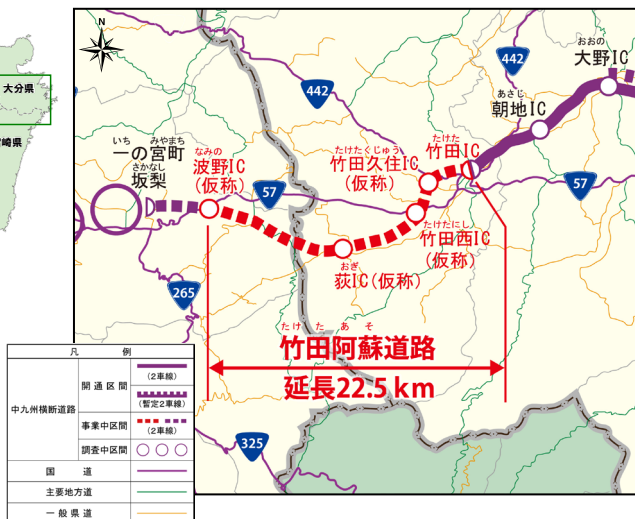 N
大分県
宮崎県
442
442
おおの
大野IC
あさじ
朝地IC
たけた
竹田IC
たけたくじゅう
竹田久住IC
(仮称)
なみの
波野IC
(仮称)
いち みやまち
一の宮町
さかなし
坂梨
57
57
たけたにし
竹田西IC
(仮称)
おぎ
荻IC(仮称)
265
325
たけ た あ そ
竹田阿蘇道路
延長22.5km
凡 例
中九州横断道路
開通区間
(2車線)
(暫定2車線)
事業中区間
(2車線)
調査中区間
国 道
主要地方道
一般県道